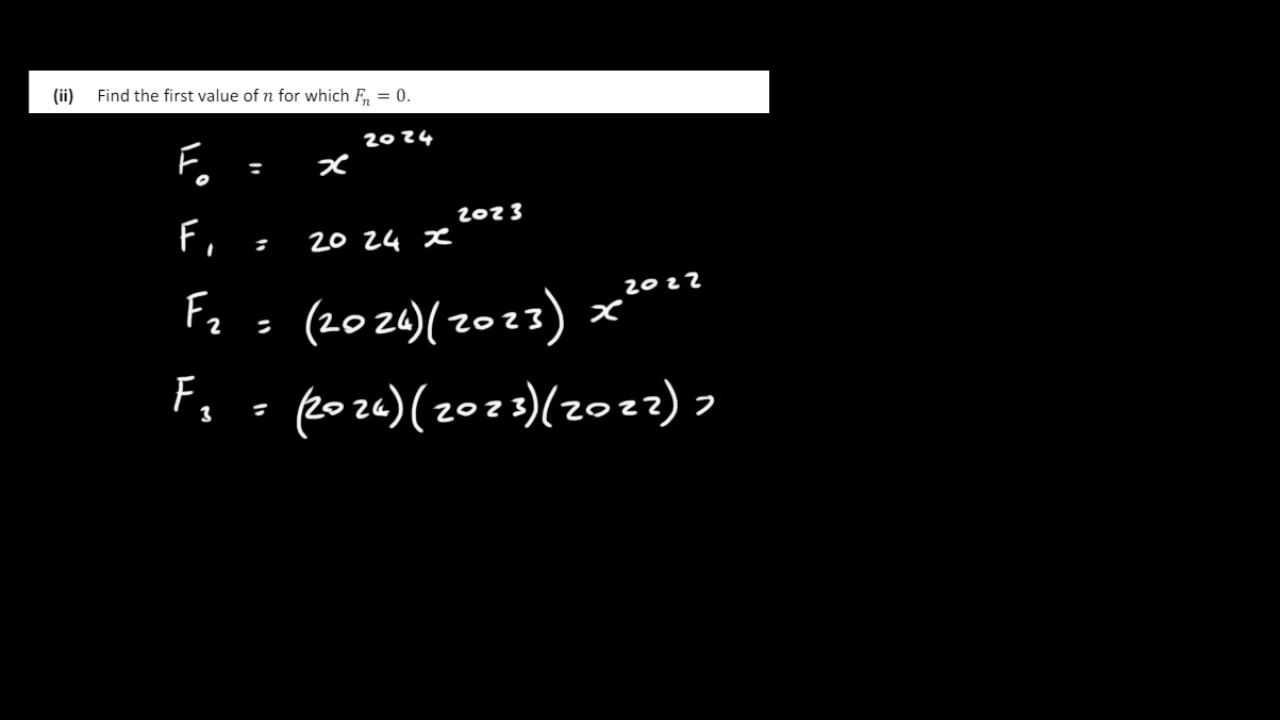 (ii) Find the first value of n for which Fₙ = 0.
F₀ = x²⁰²⁴
F₁ = 2024 x²⁰²³
F₂ = (2024)(2023) x²⁰²²
F₃ = (2024)(2023)(2022)